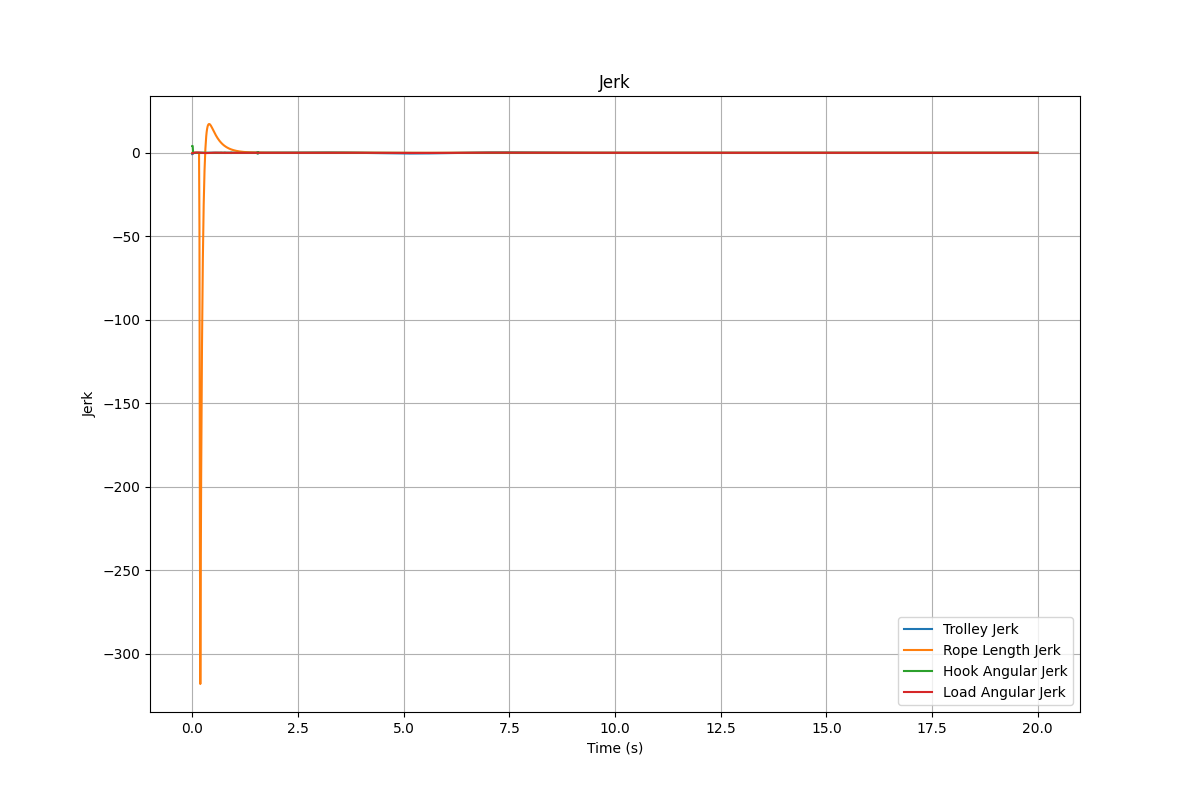 Jerk
0
−50
−100
−150
−200
−250
−300
Jerk
0.0
2.5
5.0
7.5
10.0
12.5
15.0
17.5
20.0
Time (s)
Trolley Jerk
Rope Length Jerk
Hook Angular Jerk
Load Angular Jerk